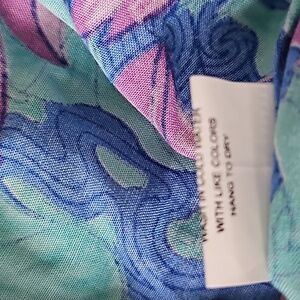 WASH IN COLD WATER
WITH LIKE COLORS
HANG TO DRY